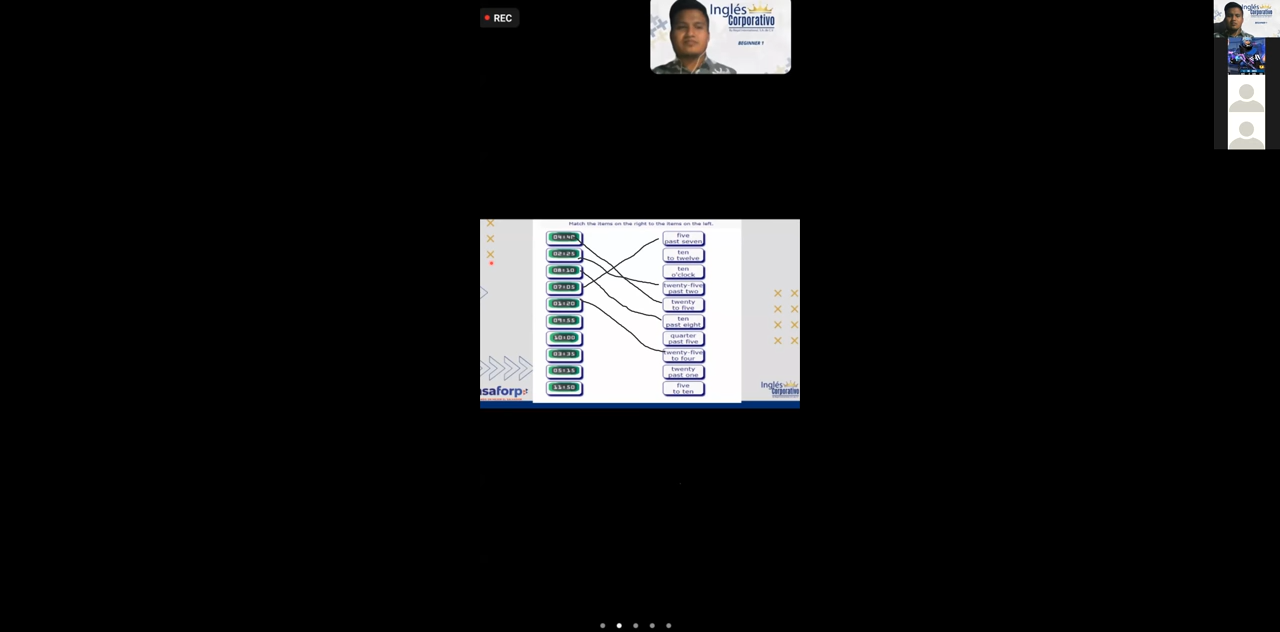 REC
Inglés
Corporativo
BEGINNER 1
Match the items on the right to the items on the left.
04:40
five
past seven
02:25
ten
to twelve
08:10
ten
o'clock
07:05
twenty-five
past two
01:20
twenty
to five
09:55
ten
past eight
10:00
quarter
past five
03:35
twenty-five
to four
05:15
twenty
past one
11:50
five
to ten
nsaforp
Inglés
Corporativo